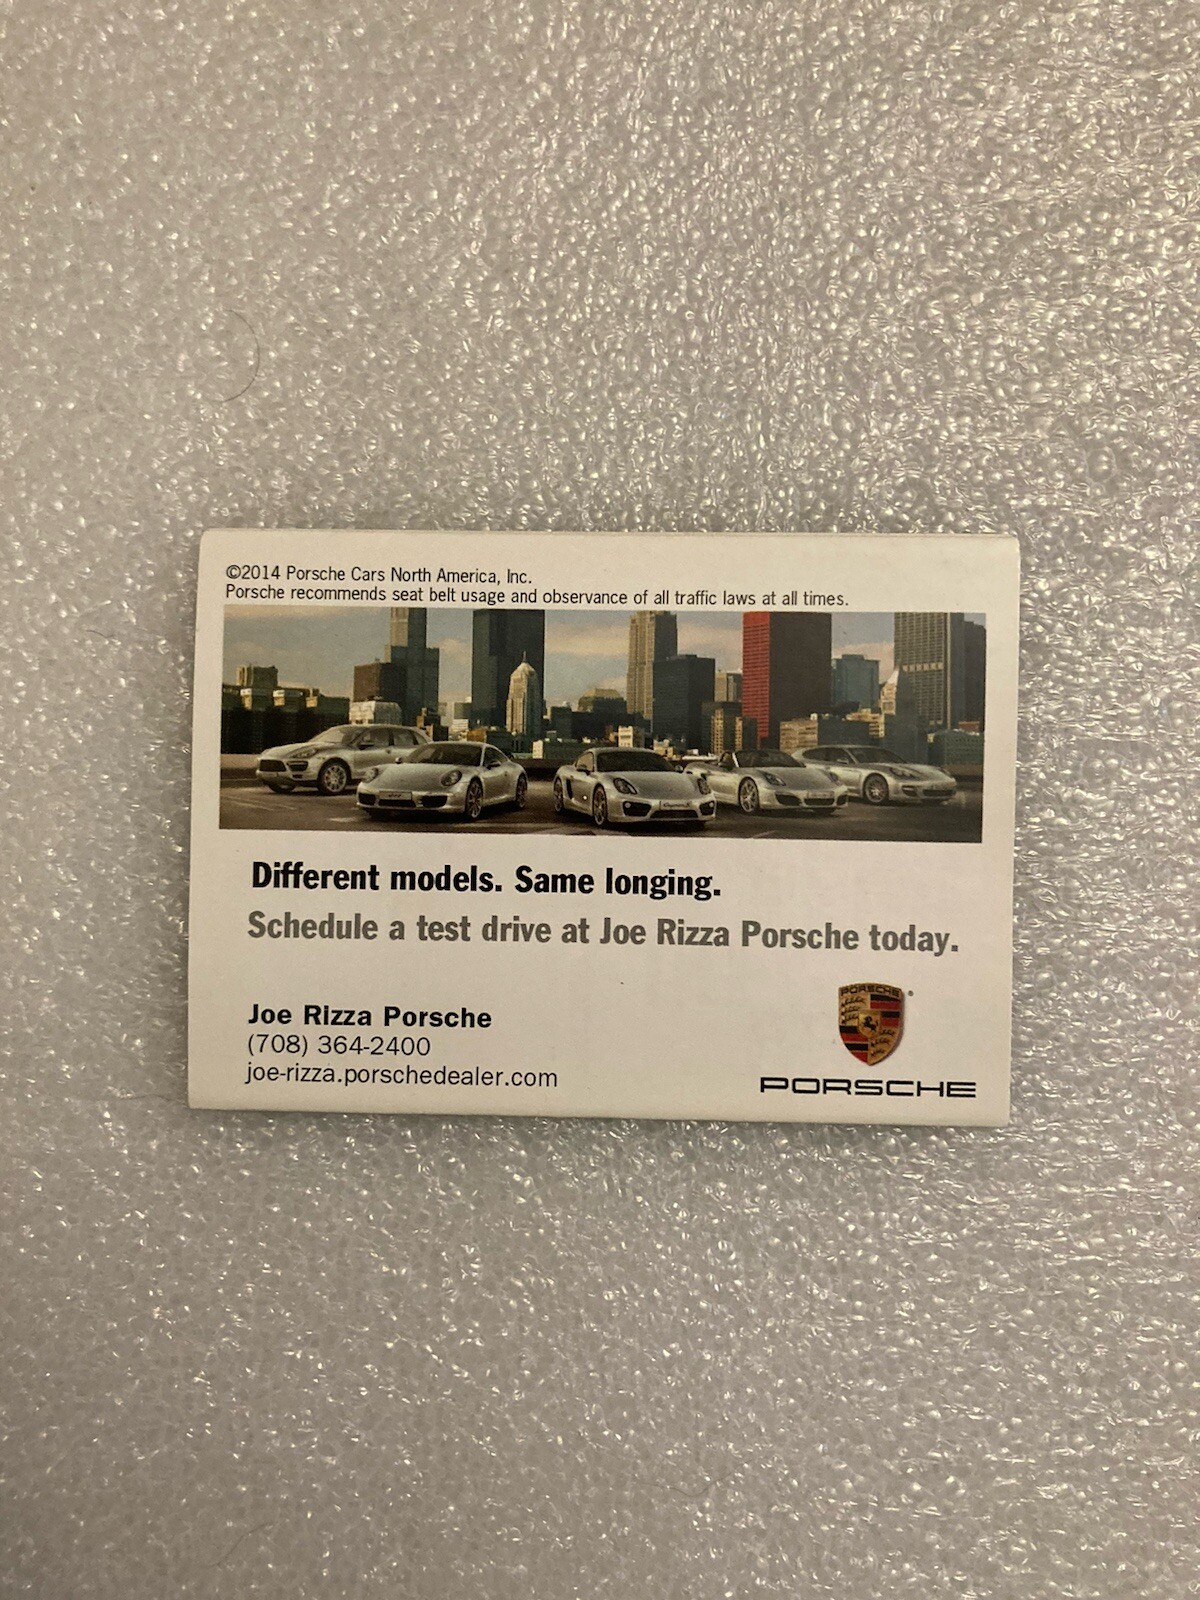 ©2014 Porsche Cars North America, Inc.
Porsche recommends seat belt usage and observance of all traffic laws at all times.
Different models. Same longing.
Schedule a test drive at Joe Rizza Porsche today.
Joe Rizza Porsche
(708) 364-2400
joe-rizza.porschedealer.com
PORSCHE
®
PORSCHE